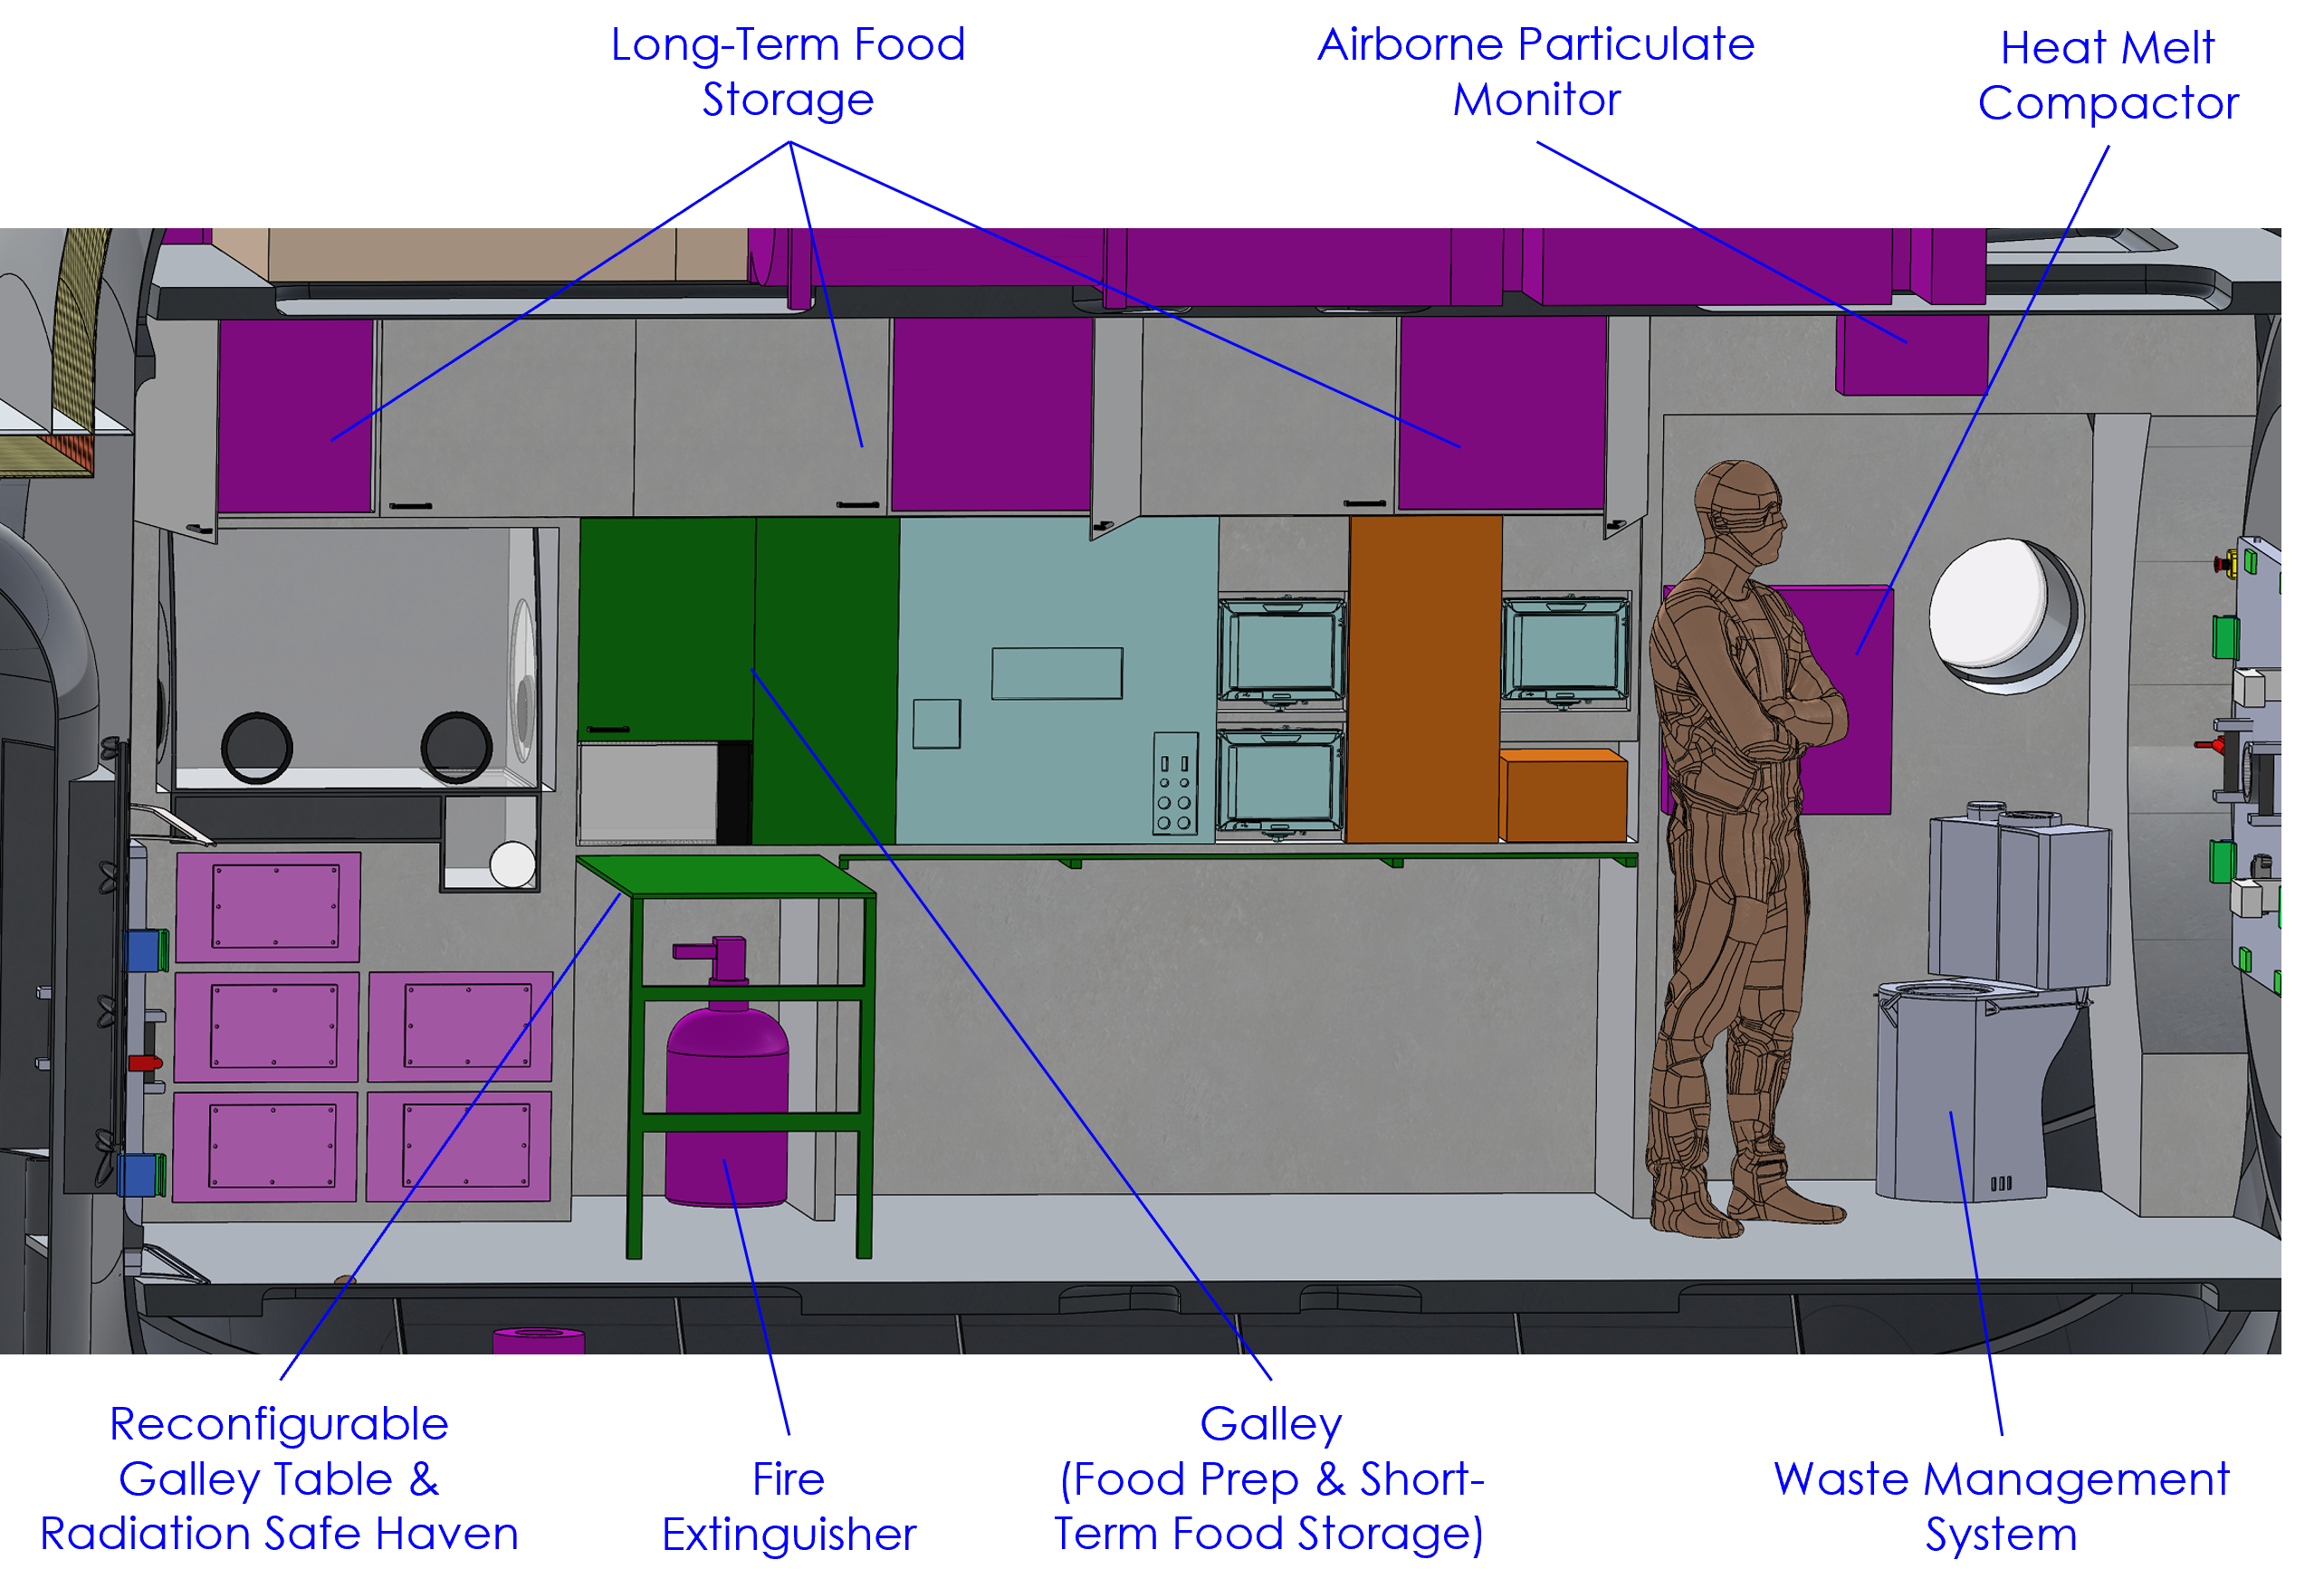 Long-Term Food
Storage
Airborne Particulate
Monitor
Heat Melt
Compactor
Reconfigurable
Galley Table &
Radiation Safe Haven
Fire
Extinguisher
Galley
(Food Prep & Short-
Term Food Storage)
Waste Management
System